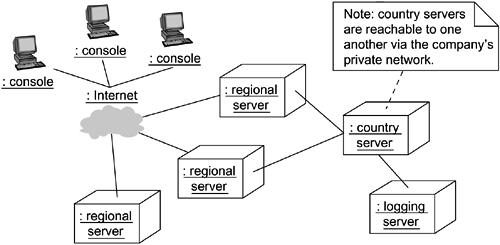 : console
: console
: console
: Internet
Note: country servers
are reachable to one
another via the company's
private network.
: regional
server
: country
server
: regional
server
: regional
server
: logging
server